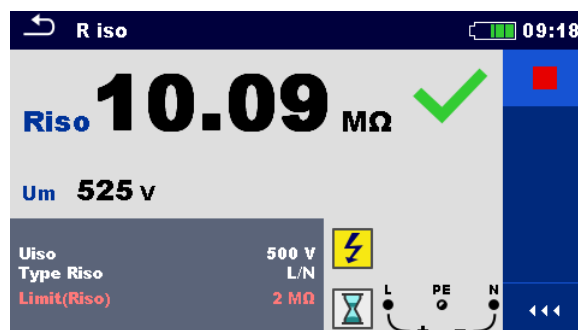 R iso 09:18
Riso 10.09 MΩ
Um 525 V
Uiso 500 V
Type Riso L/N
Limit(Riso) 2 MΩ
L PE N
+ -